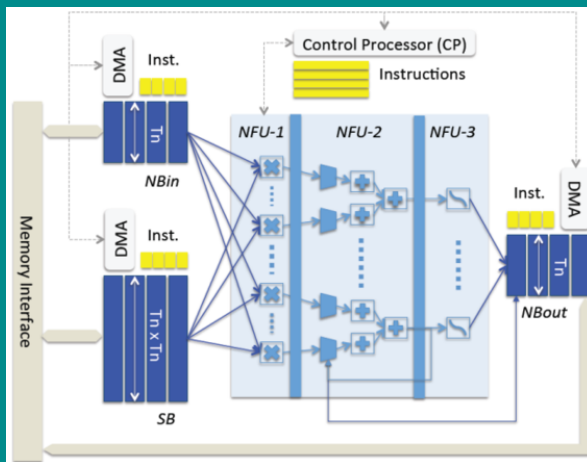 Control Processor (CP)
DMA
Inst.
Instructions
Tn
NBin
NFU-1
NFU-2
NFU-3
DMA
Inst.
Tn x Tn
SB
Inst.
DMA
Tn
NBout
Memory Interface